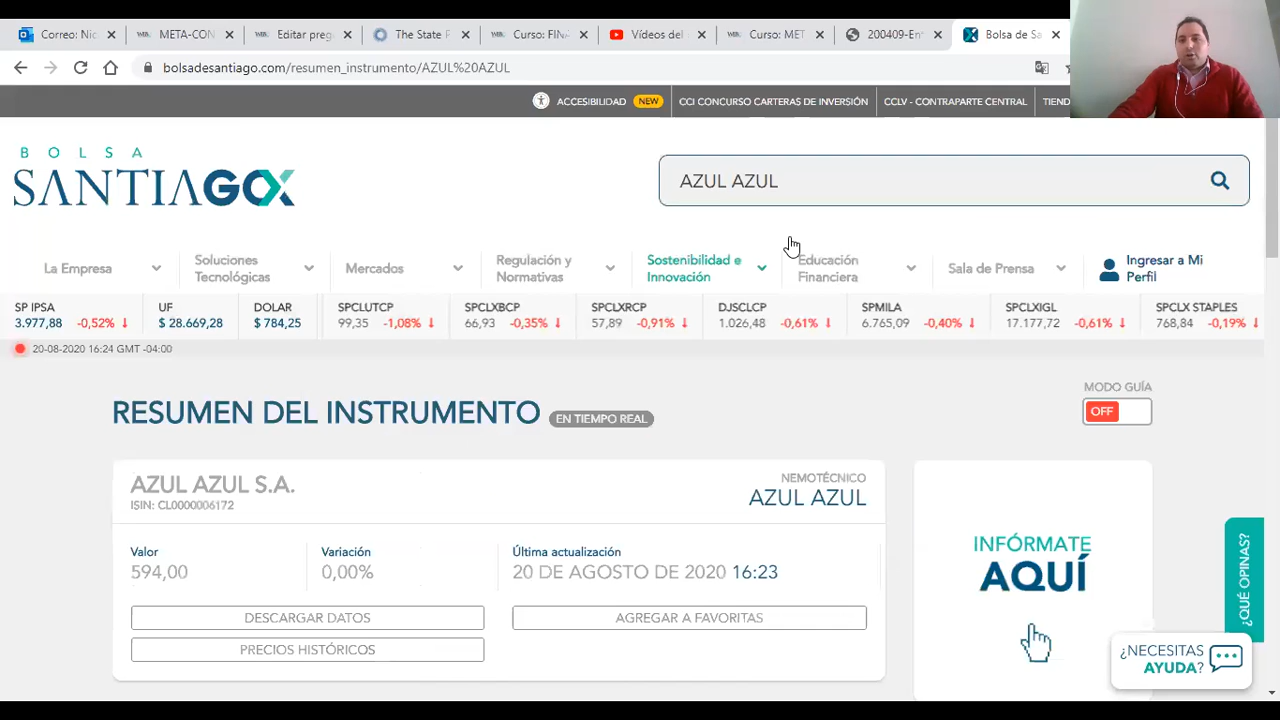 Correo: Nic
META-CON
Editar preg
The State
Curso: FINA
Vídeos del
Curso: MET
200409-En
Bolsa de Sa
bolsadesantiago.com/resumen_instrumento/AZUL%20AZUL
ACCESIBILIDAD NEW
CCI CONCURSO CARTERAS DE INVERSIÓN
CCLV - CONTRAPARTE CENTRAL
TIEND
BOLSA
SANTIAGOX
AZUL AZUL
La Empresa
Soluciones
Tecnológicas
Mercados
Regulación y
Normativas
Sostenibilidad e
Innovación
Educación
Financiera
Sala de Prensa
Ingresar a Mi
Perfil
SP IPSA
3.977,88 -0,52% ↓
UF
$ 28.669,28
DOLAR
$ 784,25
SPCLUTCP
99,35 -1,08% ↓
SPCLXBCP
66,93 -0,35% ↓
SPCLXRCP
57,89 -0,91% ↓
DJSCLCP
1.026,48 -0,61% ↓
SPMILA
6.765,09 -0,40% ↓
SPCLXIGL
17.177,72 -0,61% ↓
SPCLX STAPLES
768,84 -0,19% ↓
20-08-2020 16:24 GMT -04:00
MODO GUÍA
OFF
RESUMEN DEL INSTRUMENTO EN TIEMPO REAL
AZUL AZUL S.A.
ISIN: CL0000006172
NEMOTÉCNICO
AZUL AZUL
Valor
594,00
Variación
0,00%
Última actualización
20 DE AGOSTO DE 2020 16:23
DESCARGAR DATOS
AGREGAR A FAVORITAS
PRECIOS HISTÓRICOS
INFÓRMATE
AQUÍ
¿QUÉ OPINAS?
¿NECESITAS
AYUDA?